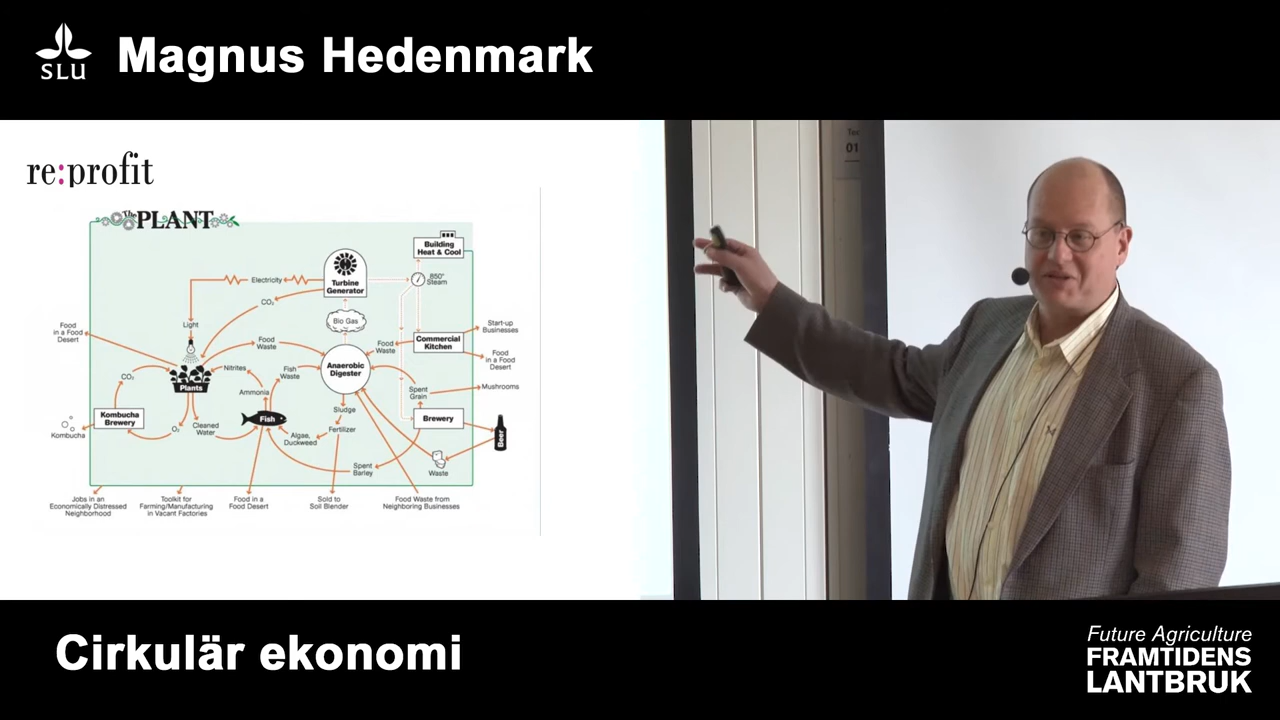 SLU
Magnus Hedenmark
re:profit
The PLANT
Building
Heat & Cool
Electricity
Turbine
Generator
850°
Steam
CO₂
Light
Bio Gas
Food
in a Food
Desert
Food
Waste
Food
Waste
Commercial
Kitchen
Start-up
Businesses
Food
in a Food
Desert
Plants
Nitrites
Fish
Waste
Anaerobic
Digester
CO₂
Ammonia
Spent
Grain
Mushrooms
Kombucha
Brewery
Kombucha
O₂
Cleaned
Water
Fish
Algae,
Duckweed
Sludge
Fertilizer
Brewery
Beer
Spent
Barley
Waste
Jobs in an
Economically Distressed
Neighborhood
Toolkit for
Farming/Manufacturing
in Vacant Factories
Food in a
Food Desert
Sold to
Soil Blender
Food Waste from
Neighboring Businesses
01
Cirkulär ekonomi
Future Agriculture
FRAMTIDENS
LANTBRUK